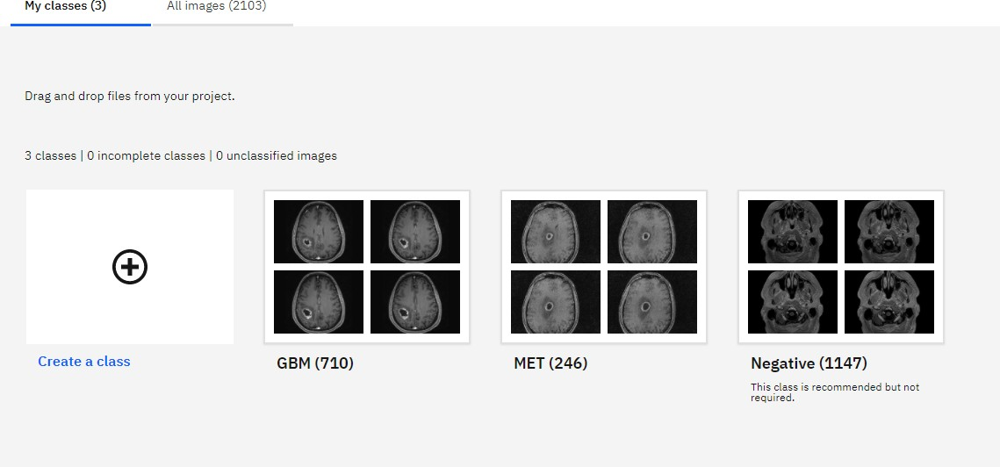 My classes (3)
All images (2103)
Drag and drop files from your project.
3 classes | 0 incomplete classes | 0 unclassified images
Create a class
GBM (710)
MET (246)
Negative (1147)
This class is recommended but not
required.